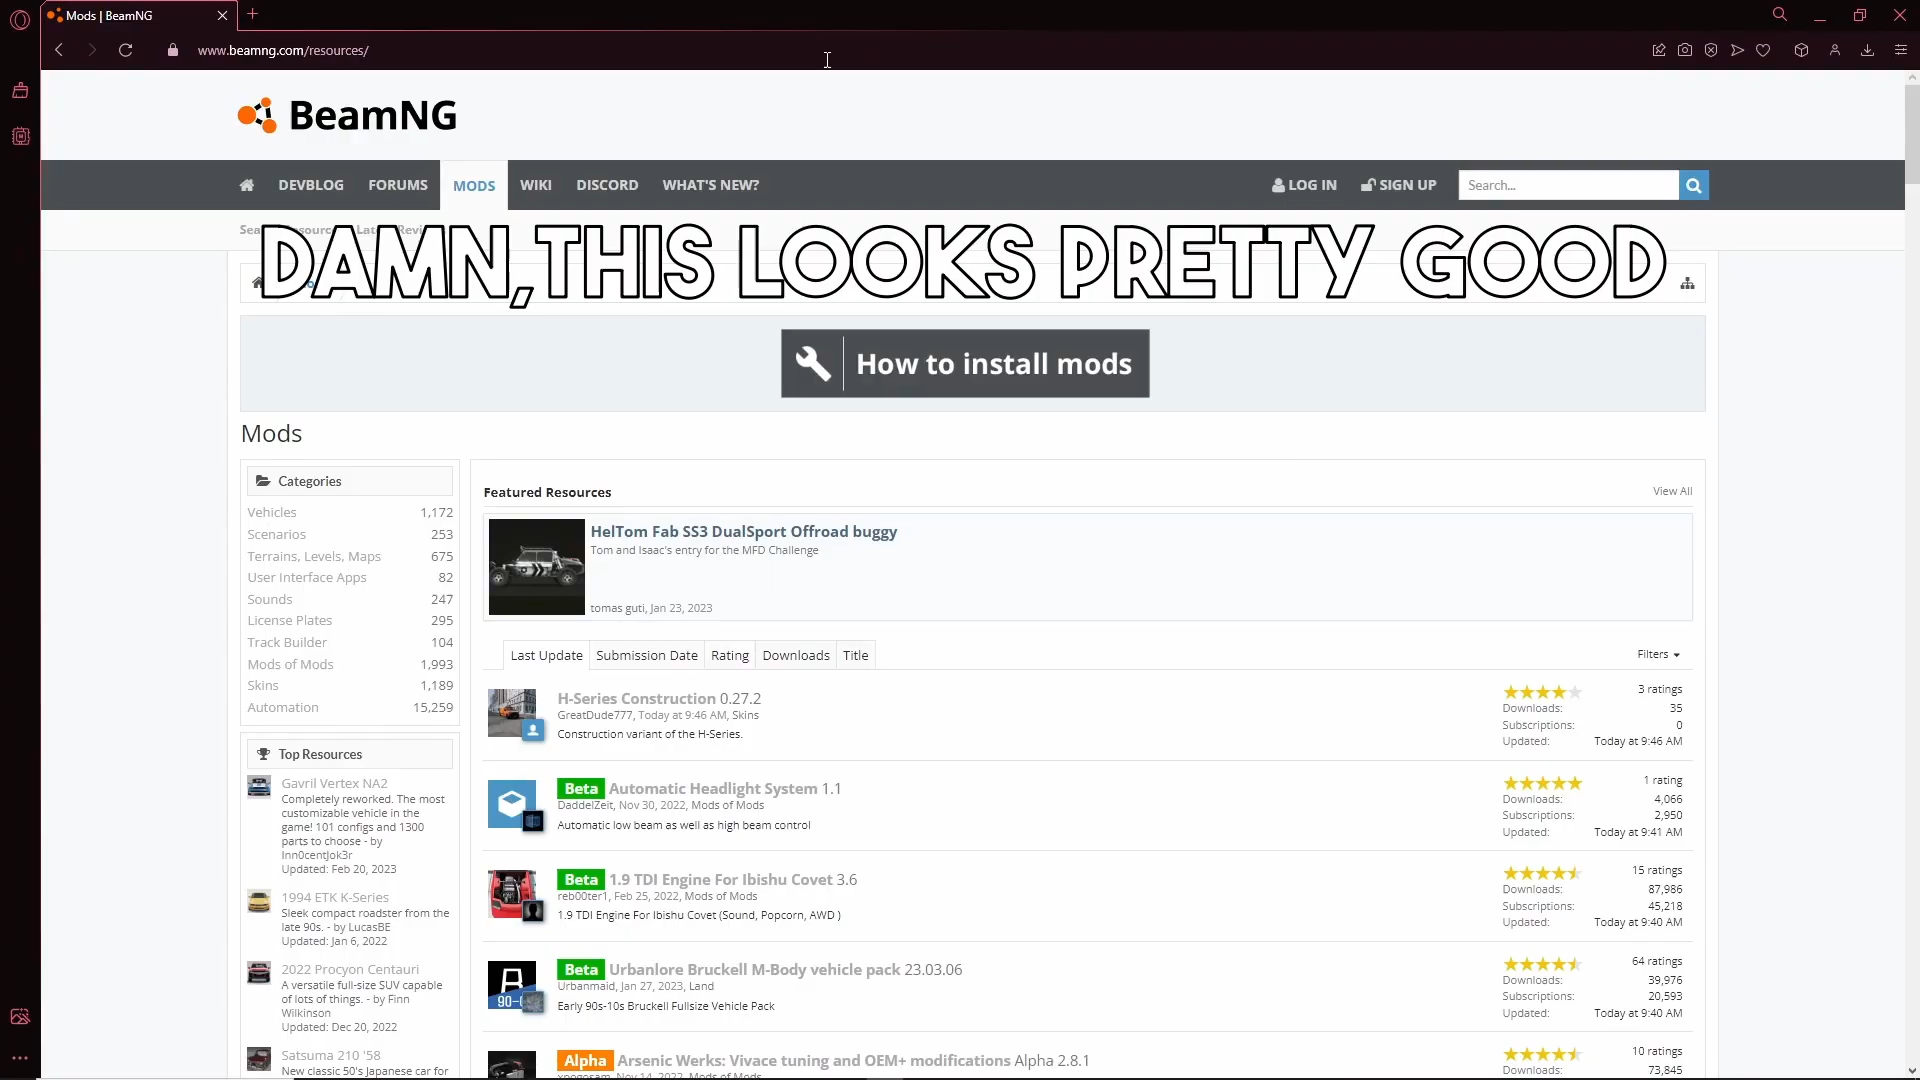 Mods | BeamNG
www.beamng.com/resources/
BeamNG
DEVBLOG FORUMS MODS WIKI DISCORD WHAT'S NEW?
LOG IN SIGN UP Search...
DAMN,THIS LOOKS PRETTY GOOD
How to install mods
Mods
Categories
Vehicles 1,172
Scenarios 253
Terrains, Levels, Maps 675
User Interface Apps 82
Sounds 247
License Plates 295
Track Builder 104
Mods of Mods 1,993
Skins 1,189
Automation 15,259
Top Resources
Gavril Vertex NA2
Completely reworked. The most
customizable vehicle in the
game! 101 configs and 1300
parts to choose - by
Inn0centJok3r
Updated: Feb 20, 2023
1994 ETK K-Series
Sleek compact roadster from the
late 90s. - by LucasBE
Updated: Jan 6, 2022
2022 Procyon Centauri
A versatile full-size SUV capable
of lots of things. - by Finn
Wilkinson
Updated: Dec 20, 2022
Satsuma 210 '58
New classic 50's Japanese car for
Featured Resources View All
HelTom Fab SS3 DualSport Offroad buggy
Tom and Isaac's entry for the MFD Challenge
tomas guti, Jan 23, 2023
Last Update Submission Date Rating Downloads Title Filters
H-Series Construction 0.27.2
GreatDude777, Today at 9:46 AM, Skins
Construction variant of the H-Series.
3 ratings
Downloads: 35
Subscriptions: 0
Updated: Today at 9:46 AM
Beta Automatic Headlight System 1.1
DaddelZeit, Nov 30, 2022, Mods of Mods
Automatic low beam as well as high beam control
1 rating
Downloads: 4,066
Subscriptions: 2,950
Updated: Today at 9:41 AM
Beta 1.9 TDI Engine For Ibishu Covet 3.6
reb00ter1, Feb 25, 2022, Mods of Mods
1.9 TDI Engine For Ibishu Covet (Sound, Popcorn, AWD )
15 ratings
Downloads: 87,986
Subscriptions: 45,218
Updated: Today at 9:40 AM
Beta Urbanlore Bruckell M-Body vehicle pack 23.03.06
Urbanmaid, Jan 27, 2023, Land
Early 90s-10s Bruckell Fullsize Vehicle Pack
64 ratings
Downloads: 39,976
Subscriptions: 20,593
Updated: Today at 9:40 AM
Alpha Arsenic Werks: Vivace tuning and OEM+ modifications Alpha 2.8.1
Nov 14, 2022, Mods of Mods
10 ratings
Downloads: 73,845